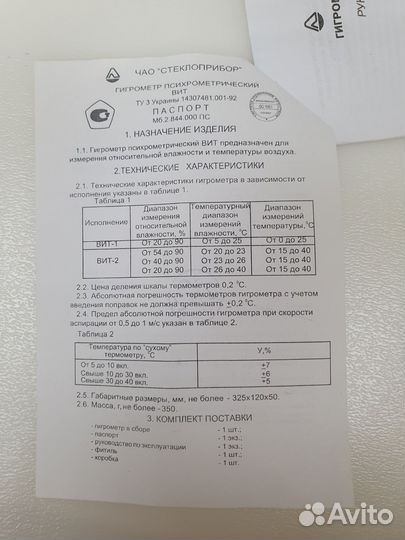 ЧАО "СТЕКЛОПРИБОР"
ГИГРОМЕТР ПСИХРОМЕТРИЧЕСКИЙ
ВИТ
ТУ 3 Украины 14307481.001-92
ПАСПОРТ
М6.2.844.000 ПС
1. НАЗНАЧЕНИЕ ИЗДЕЛИЯ
1.1. Гигрометр психрометрический ВИТ предназначен для
измерения относительной влажности и температуры воздуха.
2.ТЕХНИЧЕСКИЕ ХАРАКТЕРИСТИКИ
2.1. Технические характеристики гигрометра в зависимости от
исполнения указаны в таблице 1.
Таблица 1
Исполнение Диапазон измерения относительной влажности, % Температурный диапазон измерений влажности, °С Диапазон измерений температуры, °С
ВИТ-1 От 20 до 90 От 5 до 25 От 0 до 25
ВИТ-2 От 54 до 90 От 20 до 23 От 15 до 40
От 40 до 90 От 23 до 26 От 15 до 40
От 20 до 90 От 26 до 40 От 15 до 40
2.2. Цена деления шкалы термометров 0,2 °С.
2.3. Абсолютная погрешность термометров гигрометра с учетом
введения поправок не должна превышать ±0,2 °С.
2.4. Предел абсолютной погрешности гигрометра при скорости
аспирации от 0,5 до 1 м/с указан в таблице 2.
Таблица 2
Температура по "сухому" термометру, °С У,%
От 5 до 10 вкл. ±7
Свыше 10 до 30 вкл. ±6
Свыше 30 до 40 вкл. ±5
2.5. Габаритные размеры, мм, не более - 325х120х50.
2.6. Масса, г, не более -350.
3. КОМПЛЕКТ ПОСТАВКИ
- гигрометр в сборе - 1 шт.;
- паспорт - 1 экз.;
- руководство по эксплуатации - 1 экз.;
- фитиль - 1 шт.;
- коробка - 1 шт.
ГИГРОМЕТР
РУК
Avito